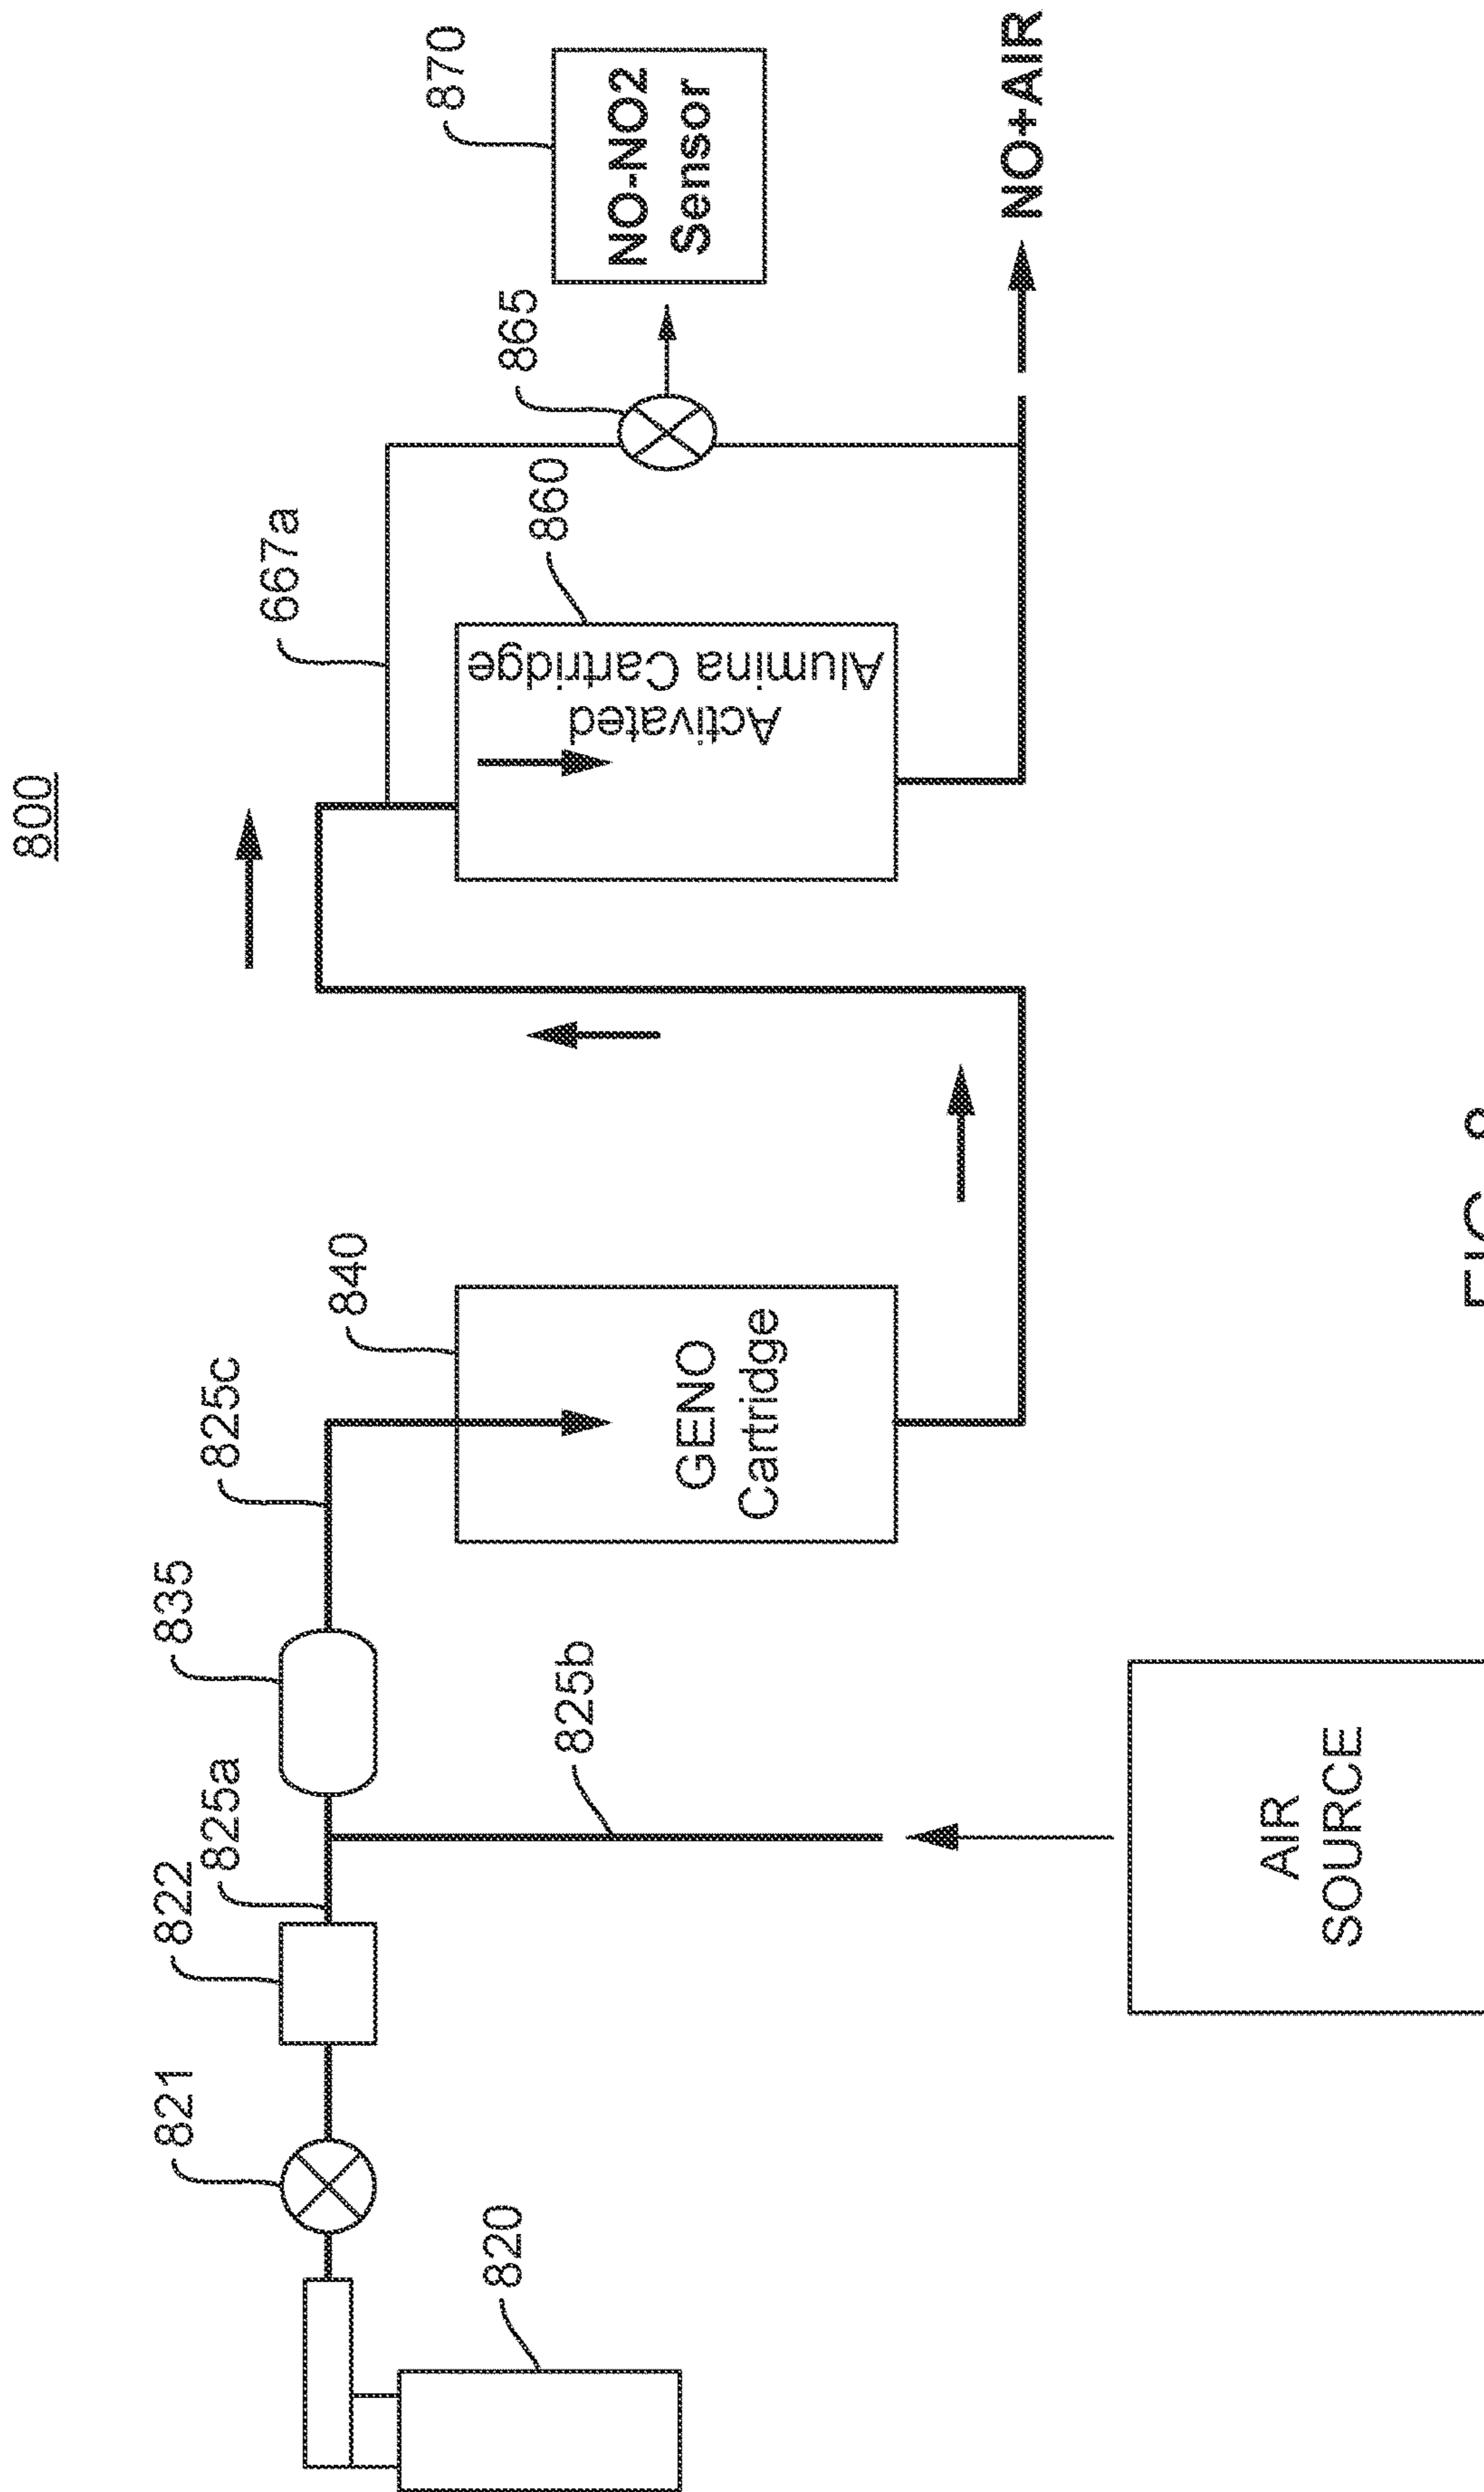 800
821
822
835
825a
825c
667a
840
870
820
865
860
825b
NO-NO2
Sensor
GENO
Cartridge
Activated
Alumina Cartridge
NO+AIR
AIR
SOURCE